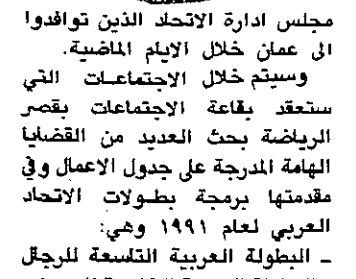 مجلس ادارة الاتحاد الذين توافدوا
الى عمان خلال الايام الماضية.
وسيتم خلال الاجتماعات التي
ستعقد بقاعة الاجتماعات بقصر
الرياضة بحث العديد من القضايا
الهامة المدرجة على جدول الاعمال وفي
مقدمتها برمجة بطولات الاتحاد
العربي لعام ١٩٩١ وهي:
ـ البطولة العربية التاسعة للرجال